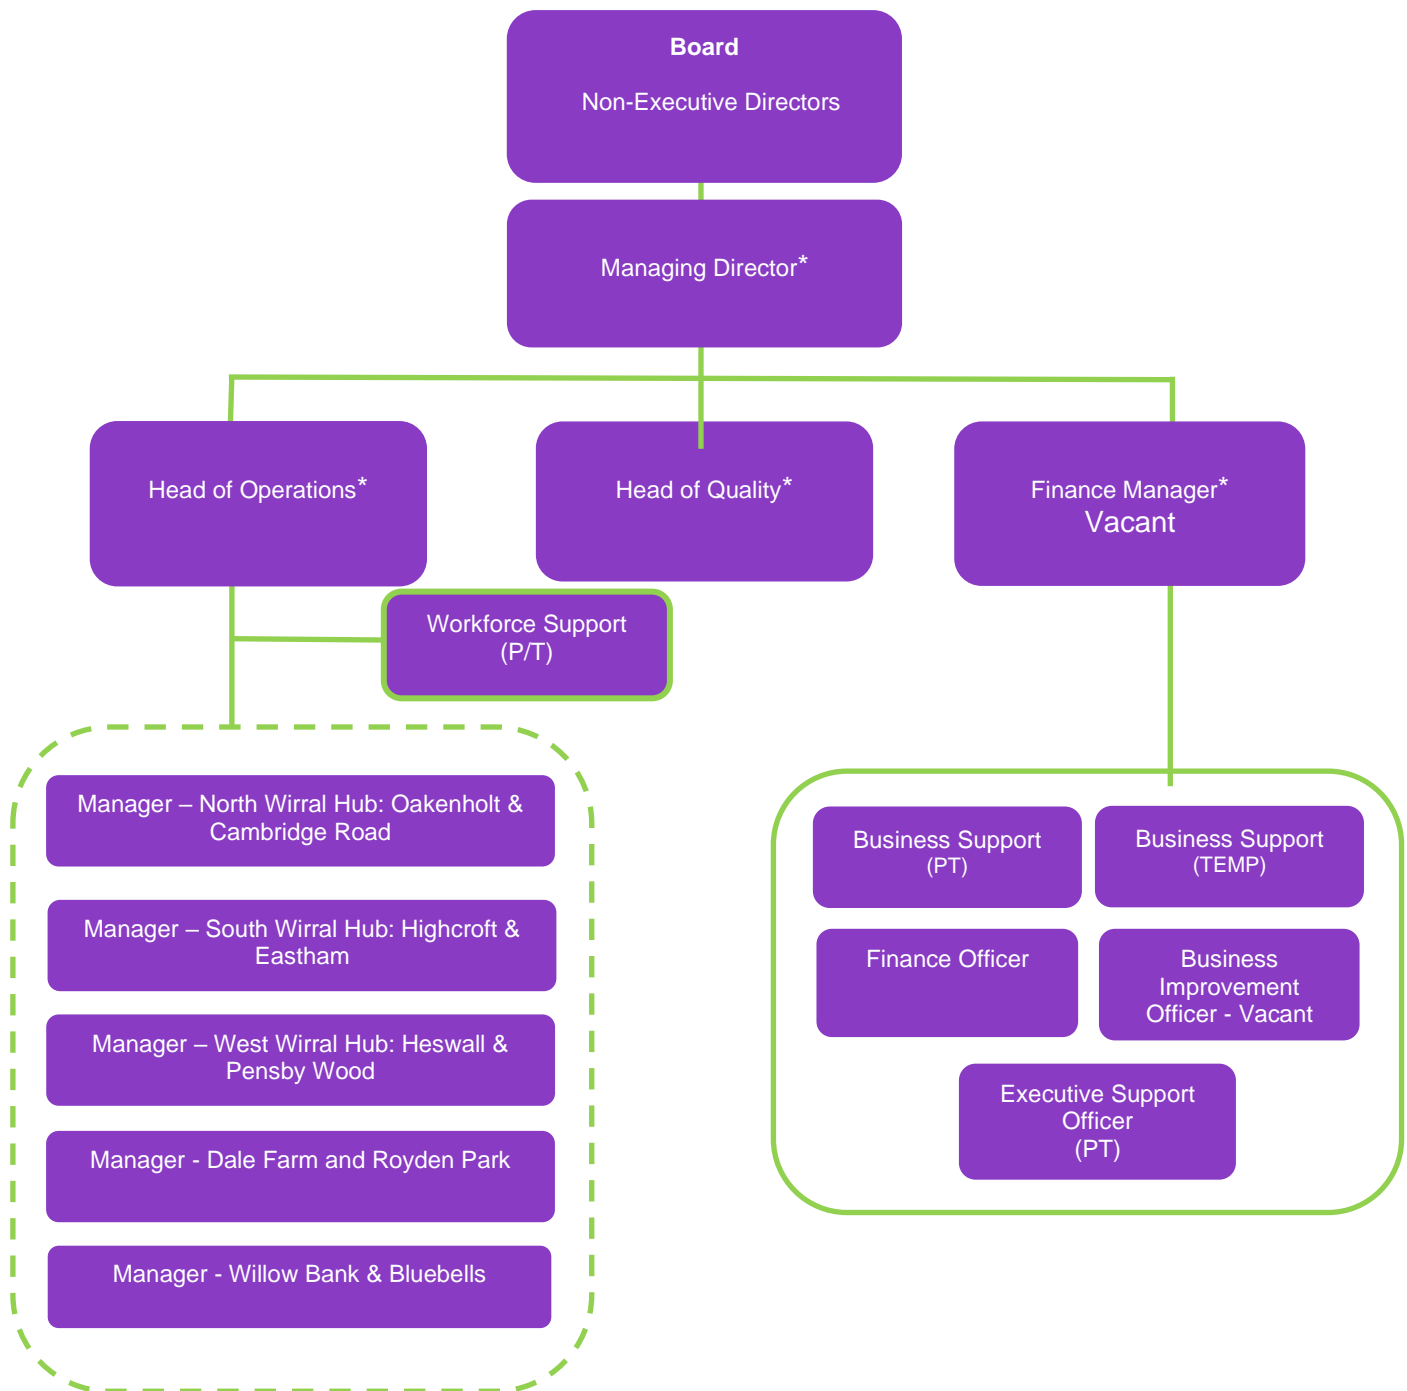 Board
Non-Executive Directors
Managing Director*
Head of Operations*
Head of Quality*
Finance Manager*
Vacant
Workforce Support
(P/T)
Manager – North Wirral Hub: Oakenholt &
Cambridge Road
Manager – South Wirral Hub: Highcroft &
Eastham
Manager – West Wirral Hub: Heswall &
Pensby Wood
Manager - Dale Farm and Royden Park
Manager - Willow Bank & Bluebells
Business Support
(PT)
Business Support
(TEMP)
Finance Officer
Business
Improvement
Officer - Vacant
Executive Support
Officer
(PT)